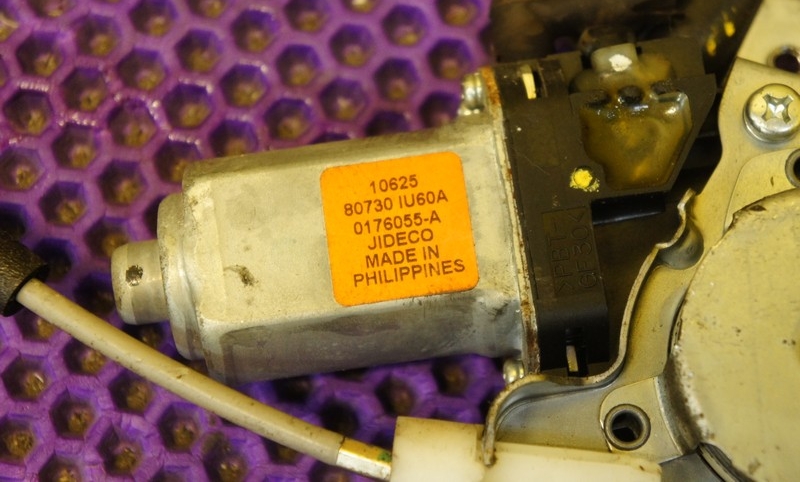 10625
80730 IU60A
0176055-A
JIDECO
MADE IN
PHILIPPINES